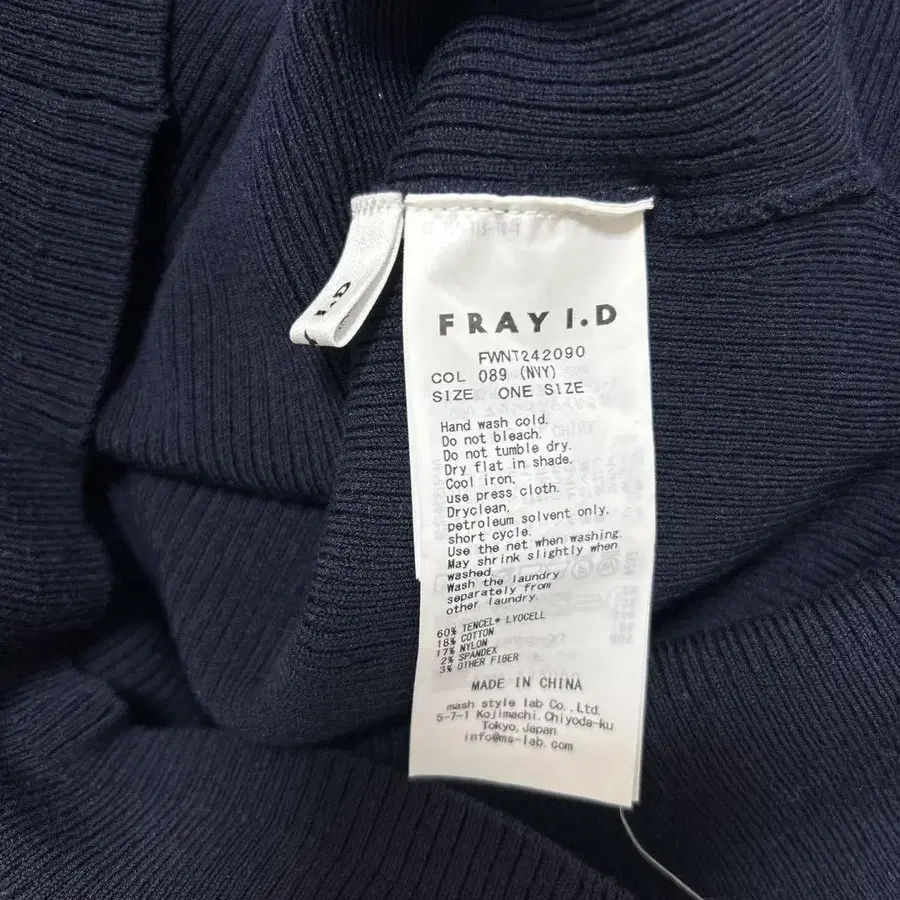 FRAY I.D
FWNT242090
COL 089 (NVY)
SIZE ONE SIZE
Hand wash cold.
Do not bleach.
Do not tumble dry.
Dry flat in shade.
Cool iron,
use press cloth.
Dryclean,
petroleum solvent only.
short cycle.
Use the net when washing.
May shrink slightly when
washed.
Wash the laundry
separately from
other laundry.
60% TENCEL® LYOCELL
18% COTTON
17% NYLON
2% SPANDEX
3% OTHER FIBER
MADE IN CHINA
mash style lab Co.,Ltd.
5-7-1 Kojimachi.Chiyoda-ku
Tokyo,Japan
info@ms-lab.com